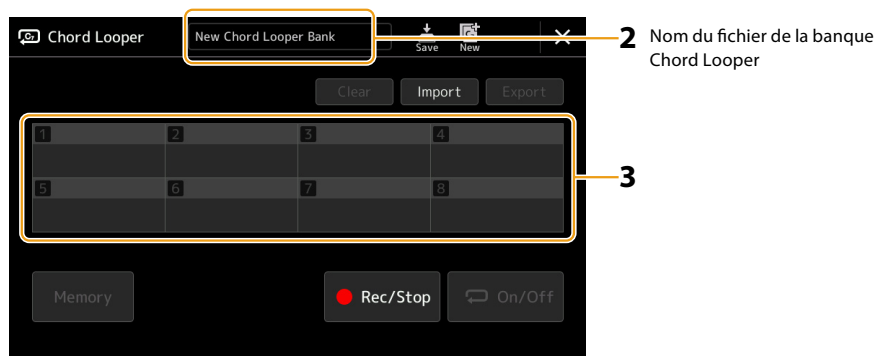 Chord Looper
New Chord Looper Bank
Save
New
2 Nom du fichier de la banque
Chord Looper
Clear
Import
Export
1 2 3 4
3
5 6 7 8
Memory
Rec/Stop
On/Off